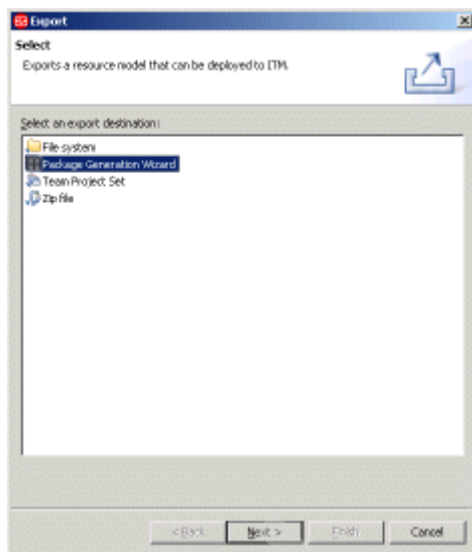 Export
Select
Exports a resource model that can be deployed to ITM.
Select an export destination:
File system
Package Generation Wizard
Team Project Set
Zip file
< Back
Next >
Finish
Cancel